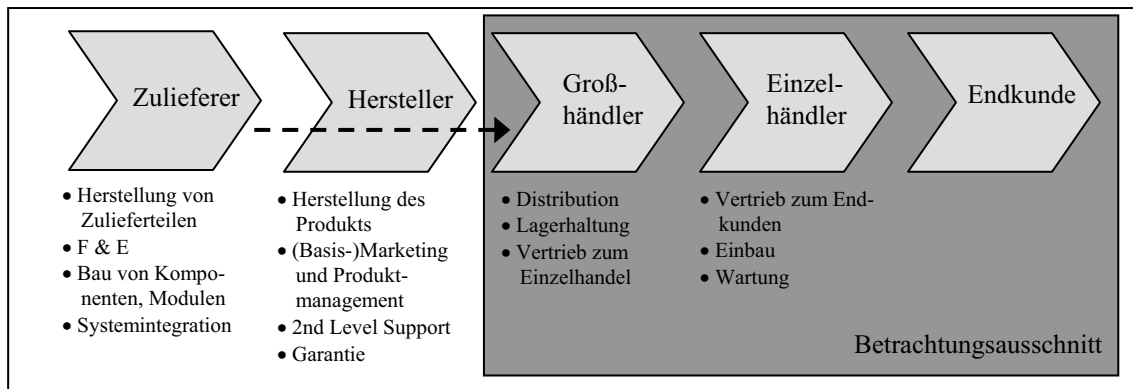 Zulieferer
Hersteller
Groß-
händler
Einzel-
händler
Endkunde
• Herstellung von
Zulieferteilen
• F & E
• Bau von Kompo-
nenten, Modulen
• Systemintegration
• Herstellung des
Produkts
• (Basis-)Marketing
und Produkt-
management
• 2nd Level Support
• Garantie
• Distribution
• Lagerhaltung
• Vertrieb zum
Einzelhandel
• Vertrieb zum End-
kunden
• Einbau
• Wartung
Betrachtungsausschnitt